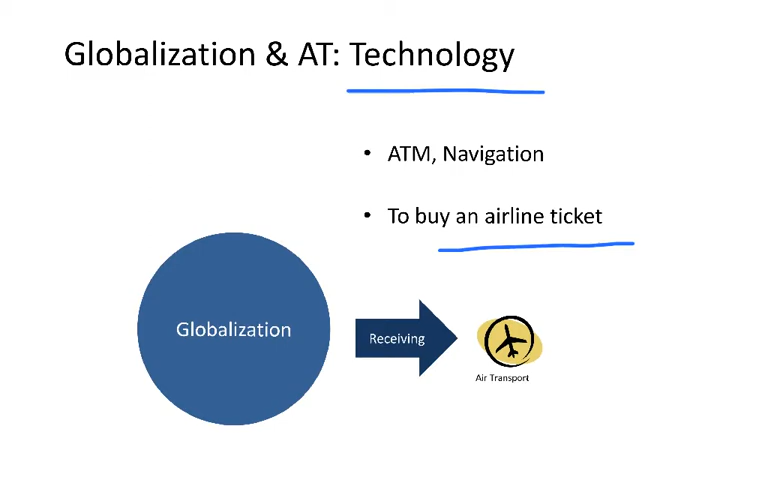 Globalization & AT: Technology
• ATM, Navigation
• To buy an airline ticket
Globalization
Receiving
Air Transport